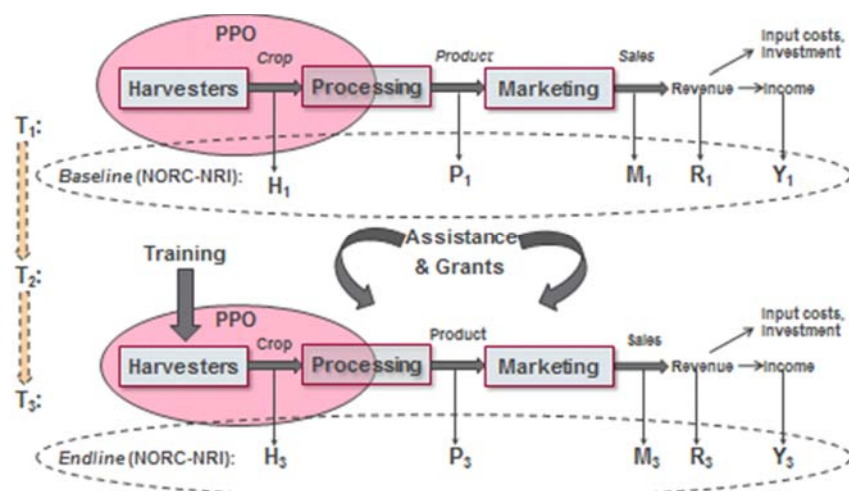 PPO
Crop
Product
Sales
Input costs,
Investment
Harvesters
Processing
Marketing
Revenue
Income
T1:
Baseline (NORC-NRI):
H1
P1
M1
R1
Y1
Training
Assistance
& Grants
T2:
PPO
Crop
Product
Sales
Input costs,
Investment
Harvesters
Processing
Marketing
Revenue
Income
T3:
Endline (NORC-NRI):
H3
P3
M3
R3
Y3